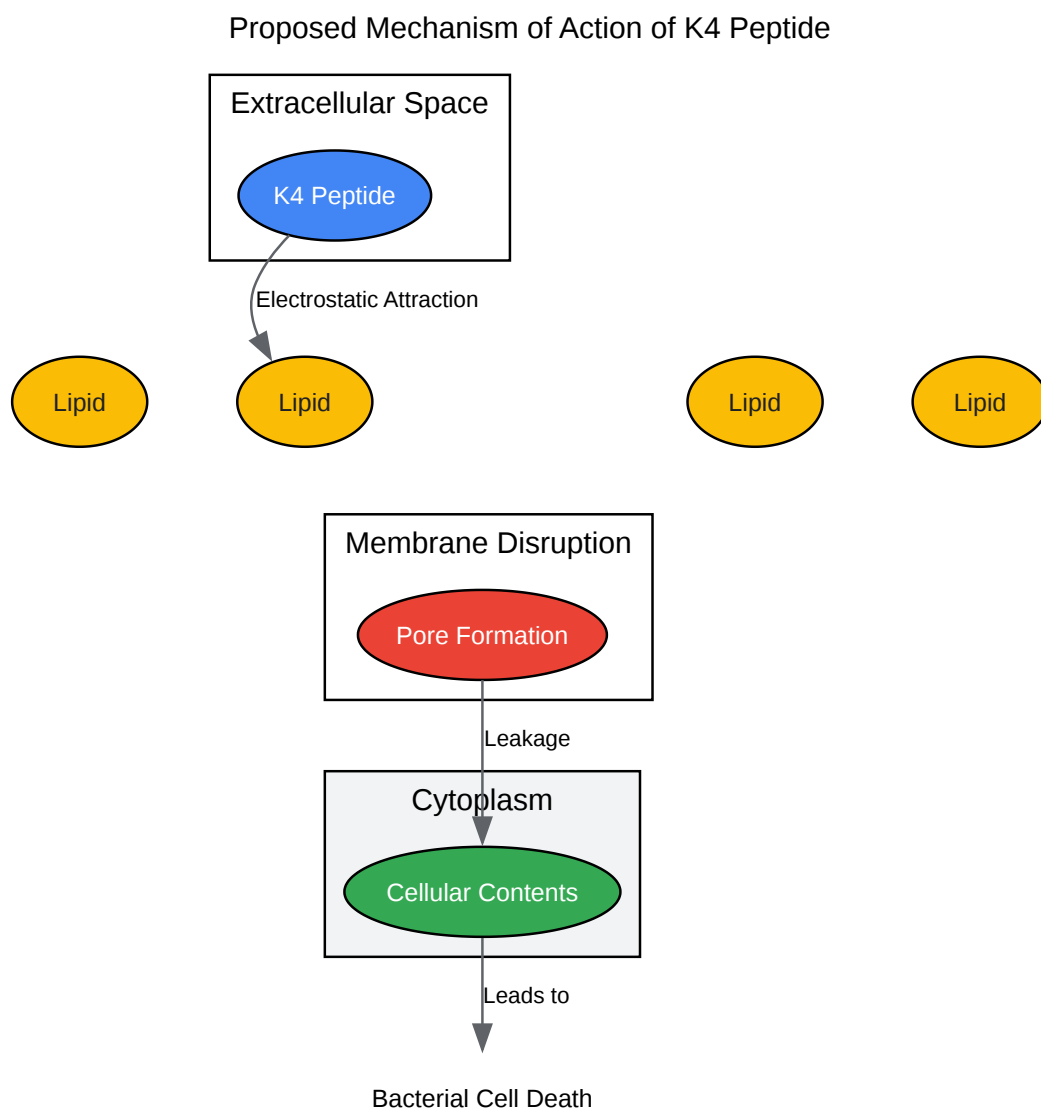 Proposed Mechanism of Action of K4 Peptide
Extracellular Space
K4 Peptide
Electrostatic Attraction
Lipid
Lipid
Lipid
Lipid
Membrane Disruption
Pore Formation
Leakage
Cytoplasm
Cellular Contents
Leads to
Bacterial Cell Death